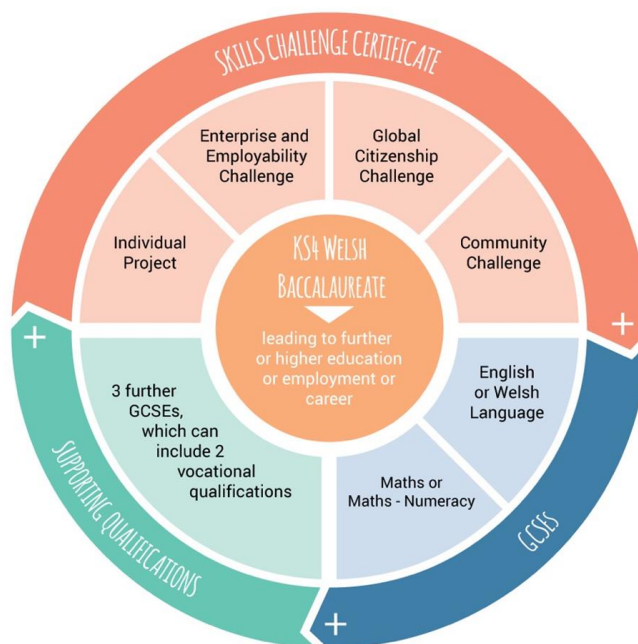 SKILLS CHALLENGE CERTIFICATE
Enterprise and
Employability
Challenge
Global
Citizenship
Challenge
Individual
Project
Community
Challenge
KS4 WELSH
BACCALAUREATE
leading to further
or higher education
or employment or
career
+
+
3 further
GCSEs,
which can
include 2
vocational
qualifications
English
or Welsh
Language
Maths or
Maths - Numeracy
SUPPORTING QUALIFICATIONS
GCSES
+